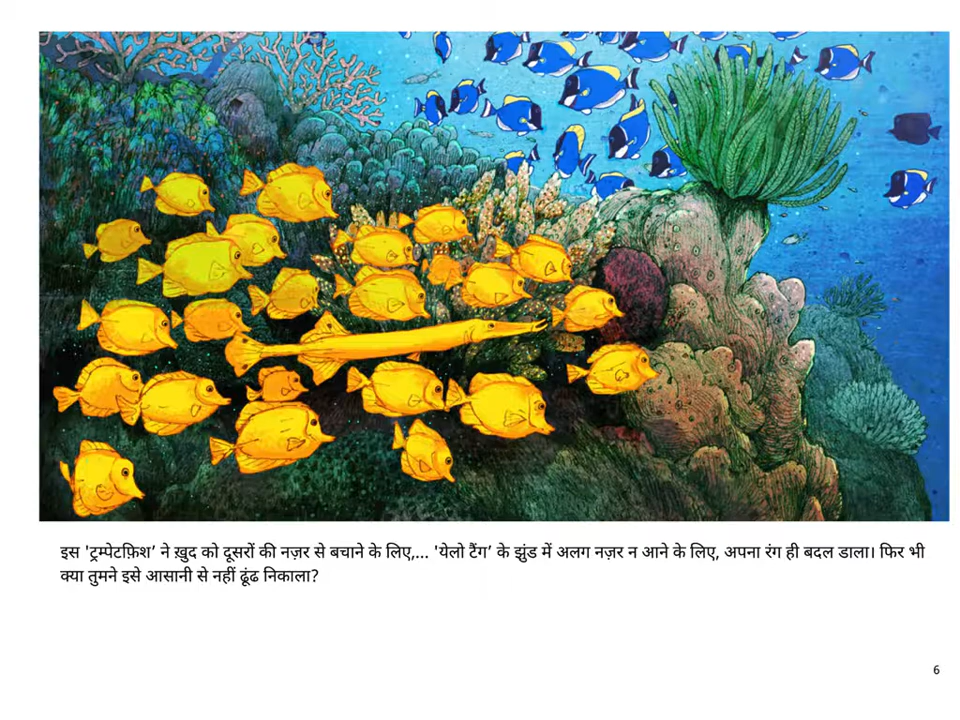 इस 'ट्रम्पेटफ़िश’ ने ख़ुद को दूसरों की नज़र से बचाने के लिए,... 'येलो टैंग’ के झुंड में अलग नज़र न आने के लिए, अपना रंग ही बदल डाला। फिर भी
क्या तुमने इसे आसानी से नहीं ढूंढ निकाला?
6